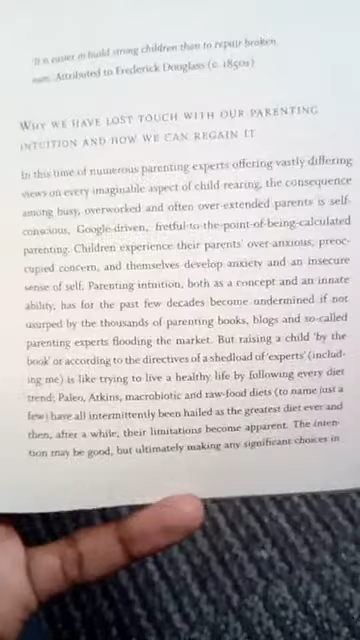 It is easier to build strong children than to repair broken
men. Attributed to Frederick Douglass (c. 1850s)
WHY WE HAVE LOST TOUCH WITH OUR PARENTING
INTUITION AND HOW WE CAN REGAIN IT
In this time of numerous parenting experts offering vastly differing
views on every imaginable aspect of child rearing, the consequence
among busy, overworked and often over-extended parents is self-
conscious, Google-driven, fretful-to-the-point-of-being-calculated
parenting. Children experience their parents' over-anxious, preoc-
cupied concern, and themselves develop anxiety and an insecure
sense of self. Parenting intuition, both as a concept and an innate
ability, has for the past few decades become undermined if not
usurped by the thousands of parenting books, blogs and so-called
parenting experts flooding the market. But raising a child 'by the
book' or according to the directives of a shedload of 'experts' (includ-
ing me) is like trying to live a healthy life by following every diet
trend; Paleo, Atkins, macrobiotic and raw-food diets (to name just a
few) have all intermittently been hailed as the greatest diet ever and
then, after a while, their limitations become apparent. The inten-
tion may be good, but ultimately making any significant choices in